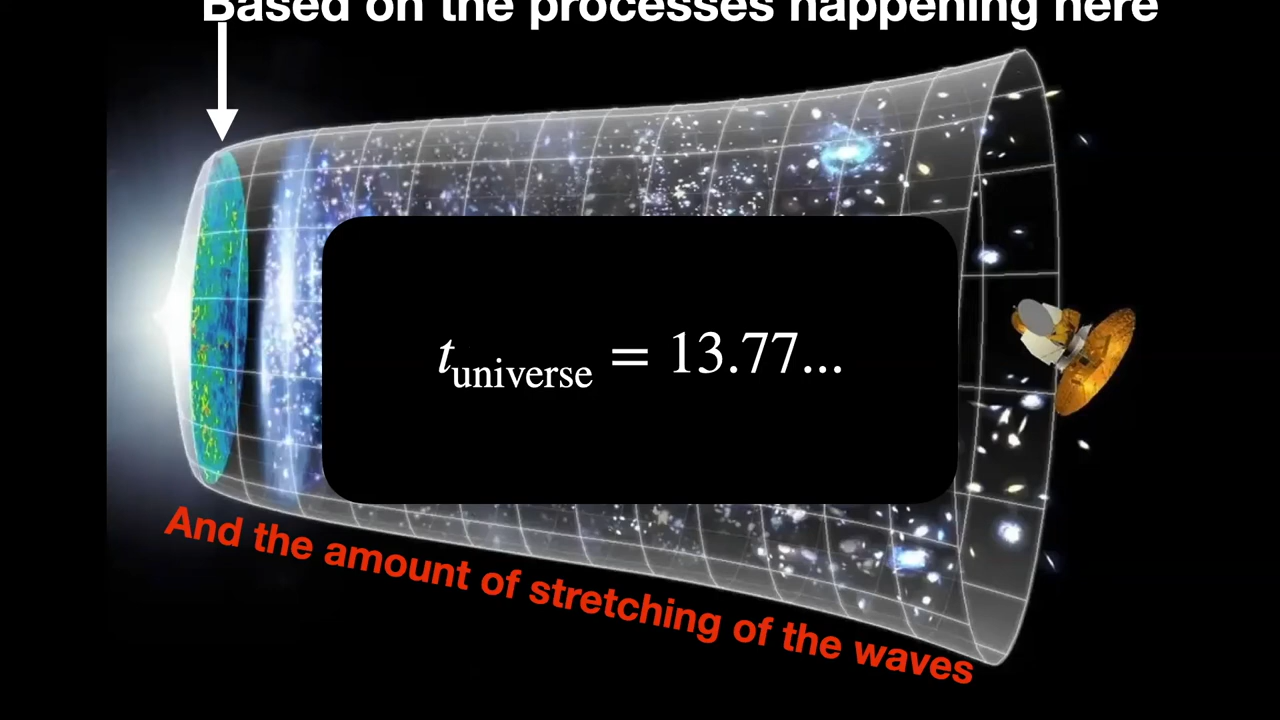 Based on the processes happening here
t_universe = 13.77...
And the amount of stretching of the waves